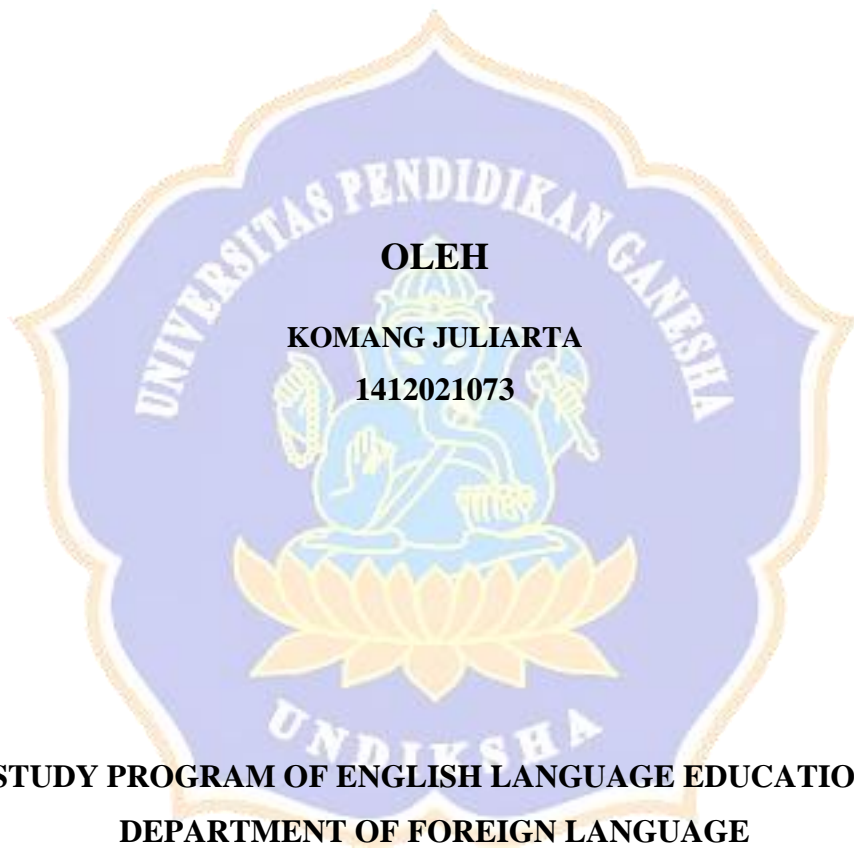 UNIVERSITAS PENDIDIKAN GANESHA
OLEH
KOMANG JULIARTA
1412021073
UNDIKSHA
STUDY PROGRAM OF ENGLISH LANGUAGE EDUCATIO
DEPARTMENT OF FOREIGN LANGUAGE